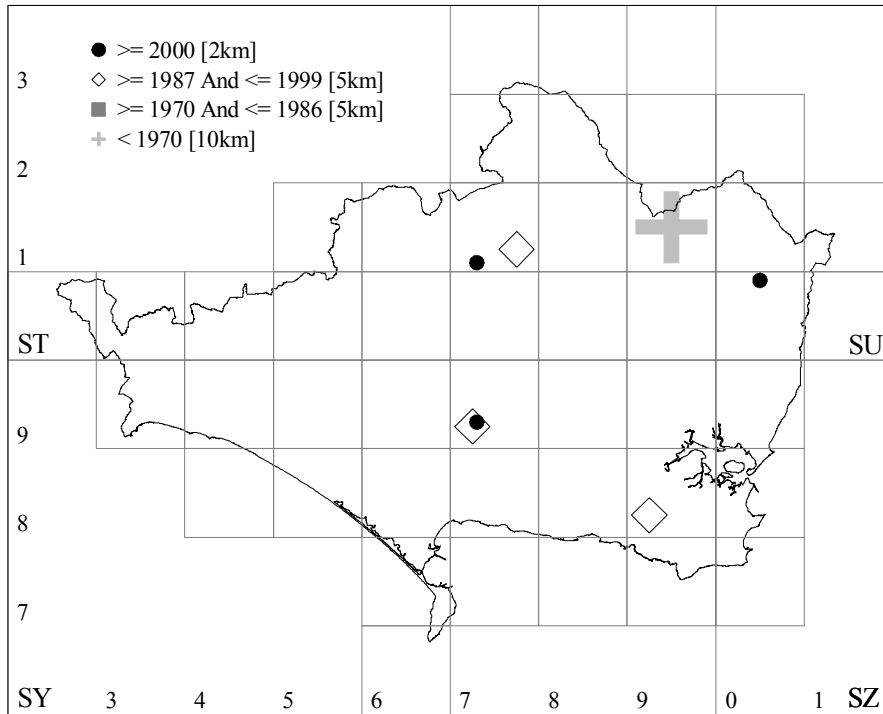 >= 2000 [2km]
>= 1987 And <= 1999 [5km]
>= 1970 And <= 1986 [5km]
< 1970 [10km]
3
2
1
ST SU
9
8
7
SY 3 4 5 6 7 8 9 0 1 SZ